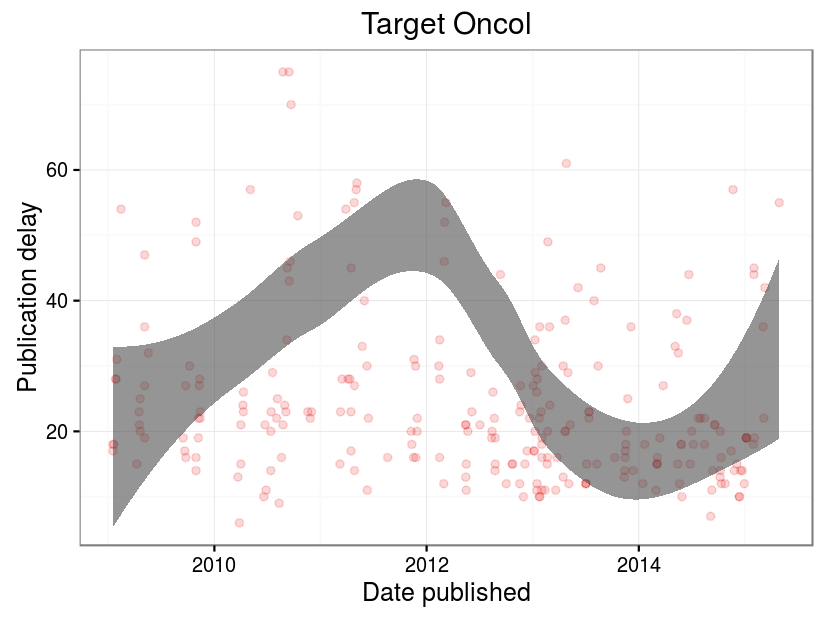 Target Oncol
Publication delay
60
40
20
2010 2012 2014
Date published